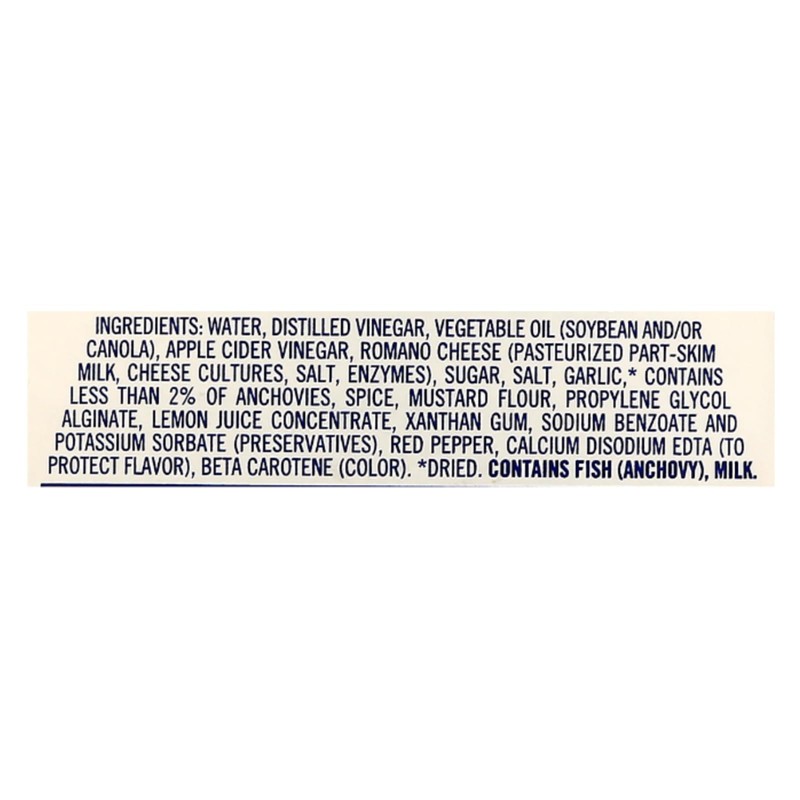 INGREDIENTS: WATER, DISTILLED VINEGAR, VEGETABLE OIL (SOYBEAN AND/OR
CANOLA), APPLE CIDER VINEGAR, ROMANO CHEESE (PASTEURIZED PART-SKIM
MILK, CHEESE CULTURES, SALT, ENZYMES), SUGAR, SALT, GARLIC,* CONTAINS
LESS THAN 2% OF ANCHOVIES, SPICE, MUSTARD FLOUR, PROPYLENE GLYCOL
ALGINATE, LEMON JUICE CONCENTRATE, XANTHAN GUM, SODIUM BENZOATE AND
POTASSIUM SORBATE (PRESERVATIVES), RED PEPPER, CALCIUM DISODIUM EDTA (TO
PROTECT FLAVOR), BETA CAROTENE (COLOR). *DRIED. CONTAINS FISH (ANCHOVY), MILK.